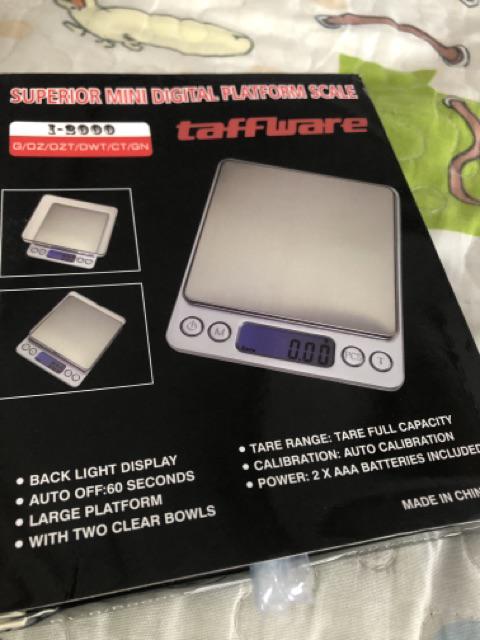 SUPERIOR MINI DIGITAL PLATFORM SCALE
I-2000
taffware
G/OZ/OZT/DWT/CT/GN
M
0.00
PCS
T
• TARE RANGE: TARE FULL CAPACITY
• CALIBRATION: AUTO CALIBRATION
• POWER: 2 X AAA BATTERIES INCLUDED
• BACK LIGHT DISPLAY
• AUTO OFF:60 SECONDS
• LARGE PLATFORM
• WITH TWO CLEAR BOWLS
MADE IN CHIN